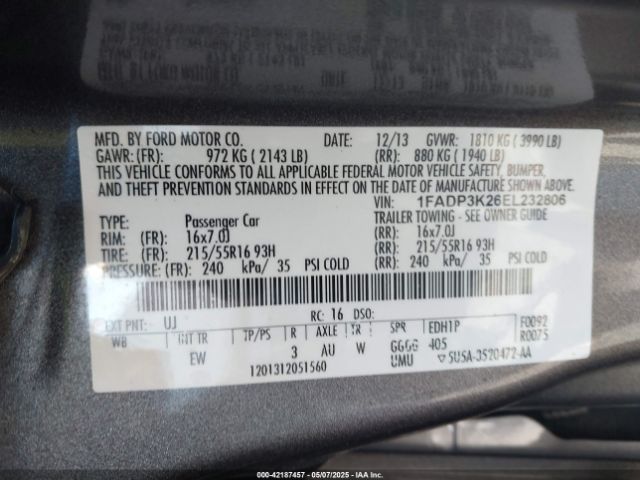 MFD. BY FORD MOTOR CO. DATE: 12/13 GVWR: 1810 KG ( 3990 LB)
GAWR: (FR): 972 KG ( 2143 LB) (RR): 880 KG ( 1940 LB)
THIS VEHICLE CONFORMS TO ALL APPLICABLE FEDERAL MOTOR VEHICLE SAFETY, BUMPER,
AND THEFT PREVENTION STANDARDS IN EFFECT ON THE DATE OF MANUFACTURE SHOWN ABOVE.
VIN: 1FADP3K26EL232806
TYPE: Passenger Car TRAILER TOWING - SEE OWNER GUIDE
RIM: (FR): 16x7.0J (RR): 16x7.0J
TIRE: (FR): 215/55R16 93H (RR): 215/55R16 93H
PRESSURE: (FR): 240 kPa/ 35 PSI COLD (RR): 240 kPa/ 35 PSI COLD
EXT PNT: UJ RC: 16 DSO: F0092
WB INT TR TP/PS R AXLE TR SPR EDH1P R0075
EW 3 AU W GGGG 405
1201312051560 UMU ▽ 5U5A-3520472-AA
00-42187457 - 05/07/2025 - IAAI.CA